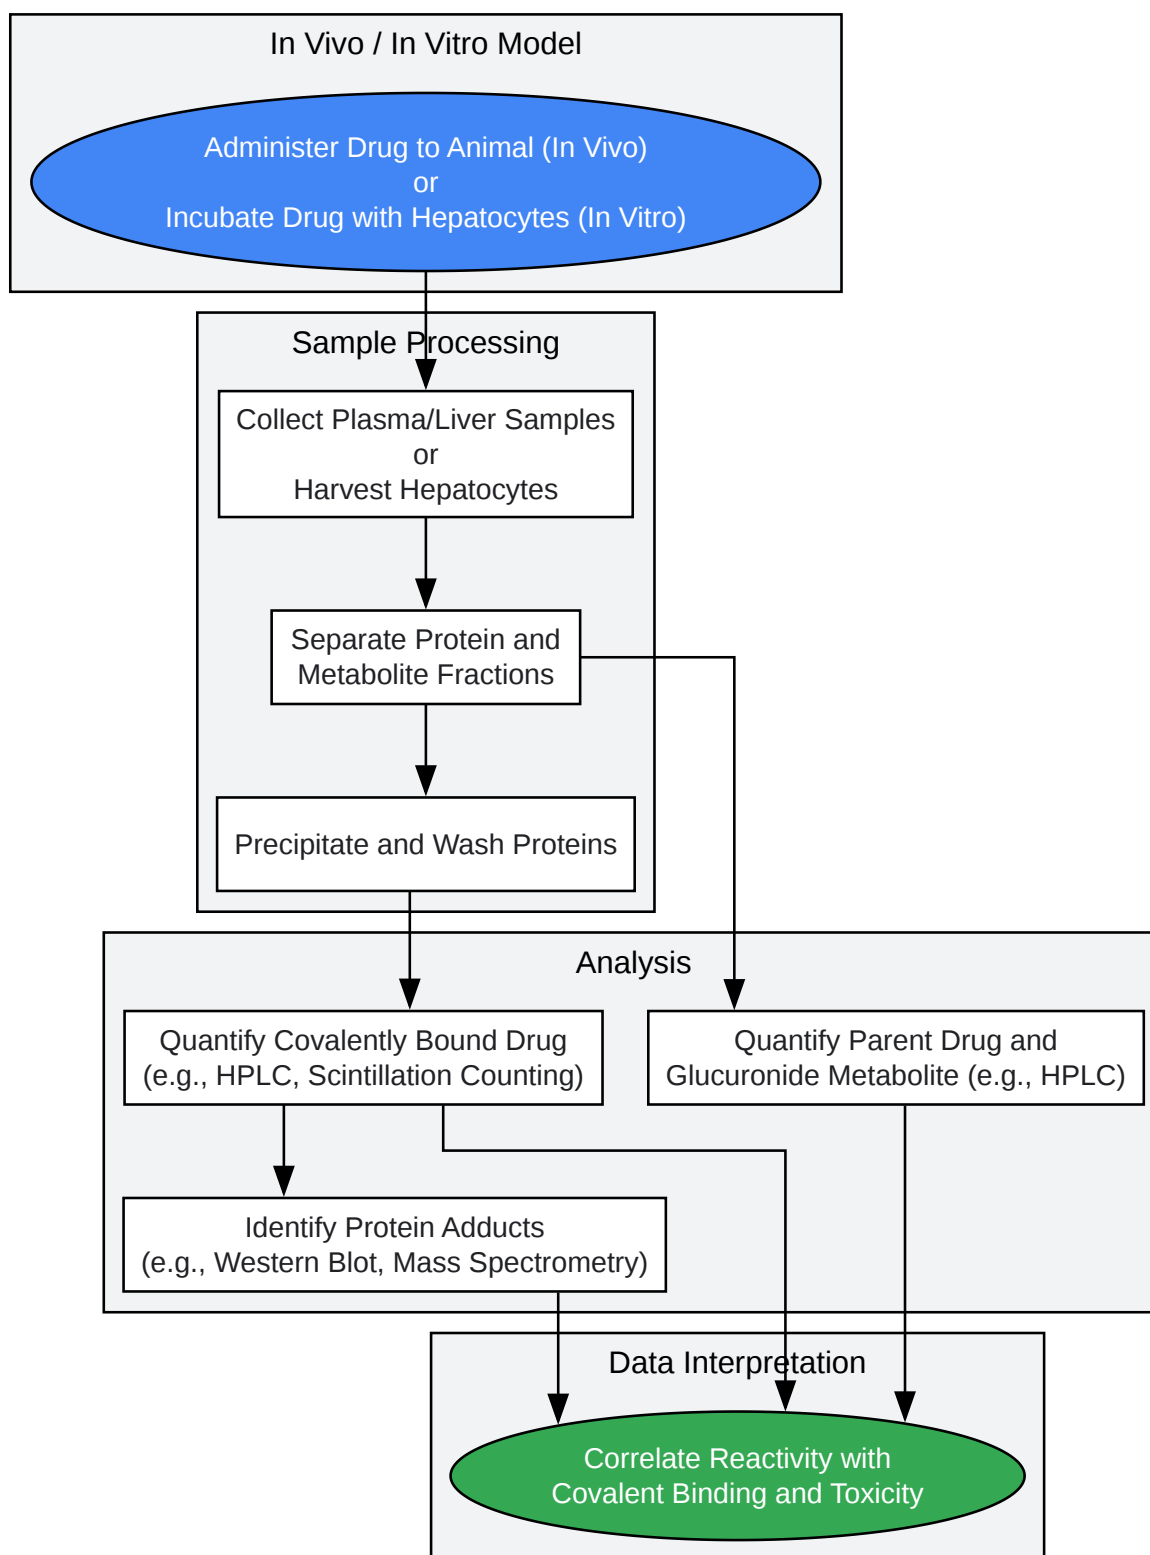 In Vivo / In Vitro Model
Administer Drug to Animal (In Vivo)
or
Incubate Drug with Hepatocytes (In Vitro)
Sample Processing
Collect Plasma/Liver Samples
or
Harvest Hepatocytes
Separate Protein and
Metabolite Fractions
Precipitate and Wash Proteins
Analysis
Quantify Covalently Bound Drug
(e.g., HPLC, Scintillation Counting)
Quantify Parent Drug and
Glucuronide Metabolite (e.g., HPLC)
Identify Protein Adducts
(e.g., Western Blot, Mass Spectrometry)
Data Interpretation
Correlate Reactivity with
Covalent Binding and Toxicity